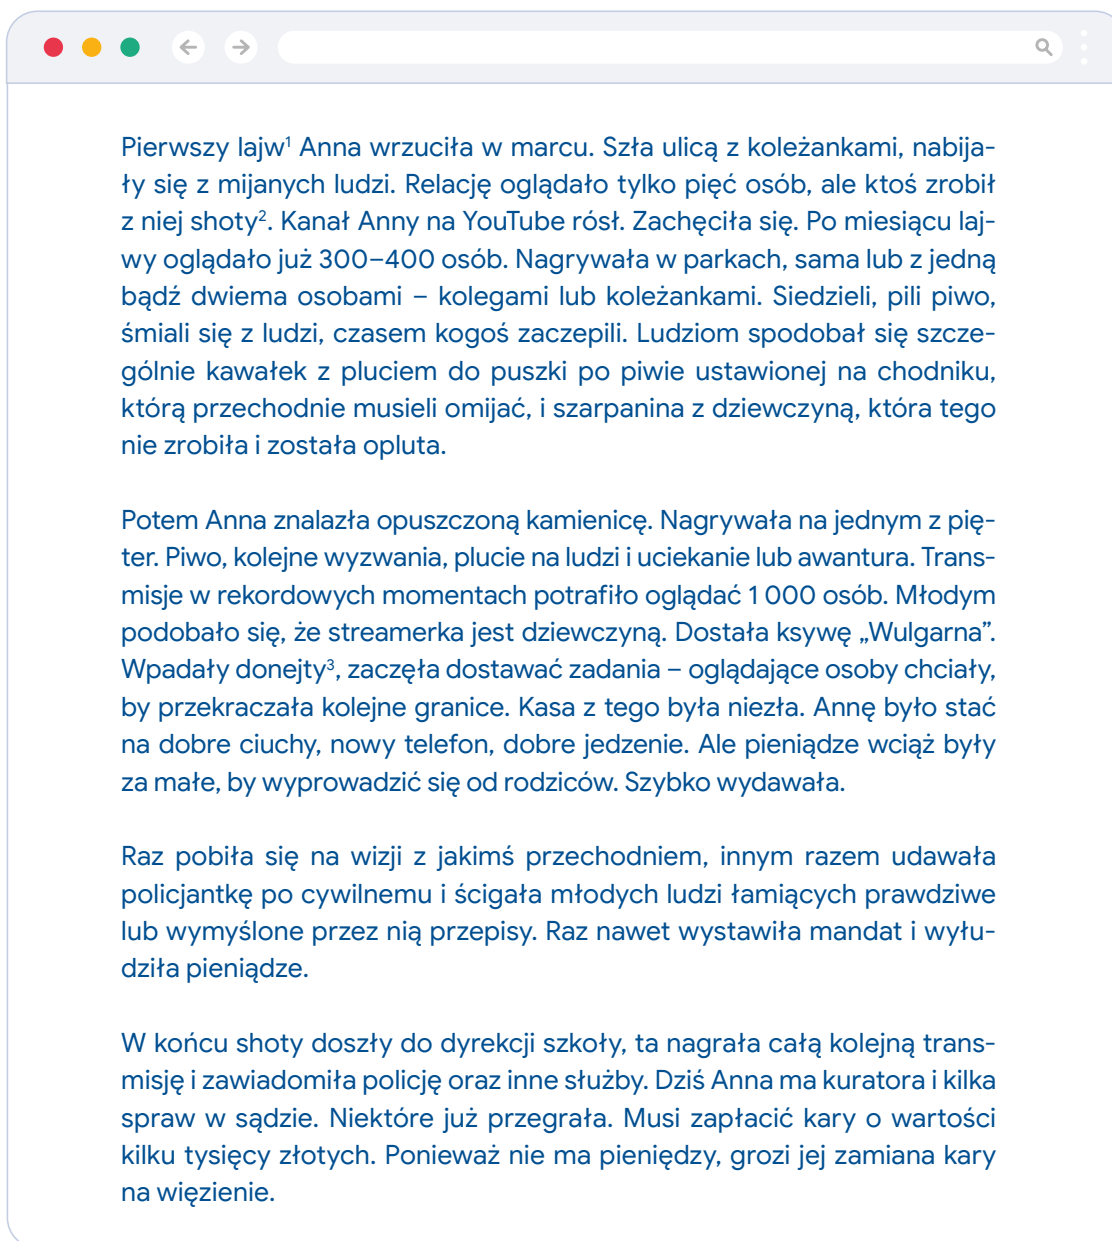 Pierwszy lajw¹ Anna wrzuciła w marcu. Szła ulicą z koleżankami, nabija-
ły się z mijanych ludzi. Relację oglądało tylko pięć osób, ale ktoś zrobił
z niej shoty². Kanał Anny na YouTube rósł. Zachęciła się. Po miesiącu laj-
wy oglądało już 300–400 osób. Nagrywała w parkach, sama lub z jedną
bądź dwiema osobami – kolegami lub koleżankami. Siedzieli, pili piwo,
śmiali się z ludzi, czasem kogoś zaczepili. Ludziom spodobał się szcze-
gólnie kawałek z pluciem do puszki po piwie ustawionej na chodniku,
którą przechodnie musieli omijać, i szarpanina z dziewczyną, która tego
nie zrobiła i została opluta.
Potem Anna znalazła opuszczoną kamienicę. Nagrywała na jednym z pię-
ter. Piwo, kolejne wyzwania, plucie na ludzi i uciekanie lub awantura. Trans-
misje w rekordowych momentach potrafiło oglądać 1 000 osób. Młodym
podobało się, że streamerka jest dziewczyną. Dostała ksywę „Wulgarna”.
Wpadały donejty³, zaczęła dostawać zadania – oglądające osoby chciały,
by przekraczała kolejne granice. Kasa z tego była niezła. Annę było stać
na dobre ciuchy, nowy telefon, dobre jedzenie. Ale pieniądze wciąż były
za małe, by wyprowadzić się od rodziców. Szybko wydawała.
Raz pobiła się na wizji z jakimś przechodniem, innym razem udawała
policjantkę po cywilnemu i ścigała młodych ludzi łamiących prawdziwe
lub wymyślone przez nią przepisy. Raz nawet wystawiła mandat i wyłu-
dziła pieniądze.
W końcu shoty doszły do dyrekcji szkoły, ta nagrała całą kolejną trans-
misję i zawiadomiła policję oraz inne służby. Dziś Anna ma kuratora i kilka
spraw w sądzie. Niektóre już przegrała. Musi zapłacić kary o wartości
kilku tysięcy złotych. Ponieważ nie ma pieniędzy, grozi jej zamiana kary
na więzienie.